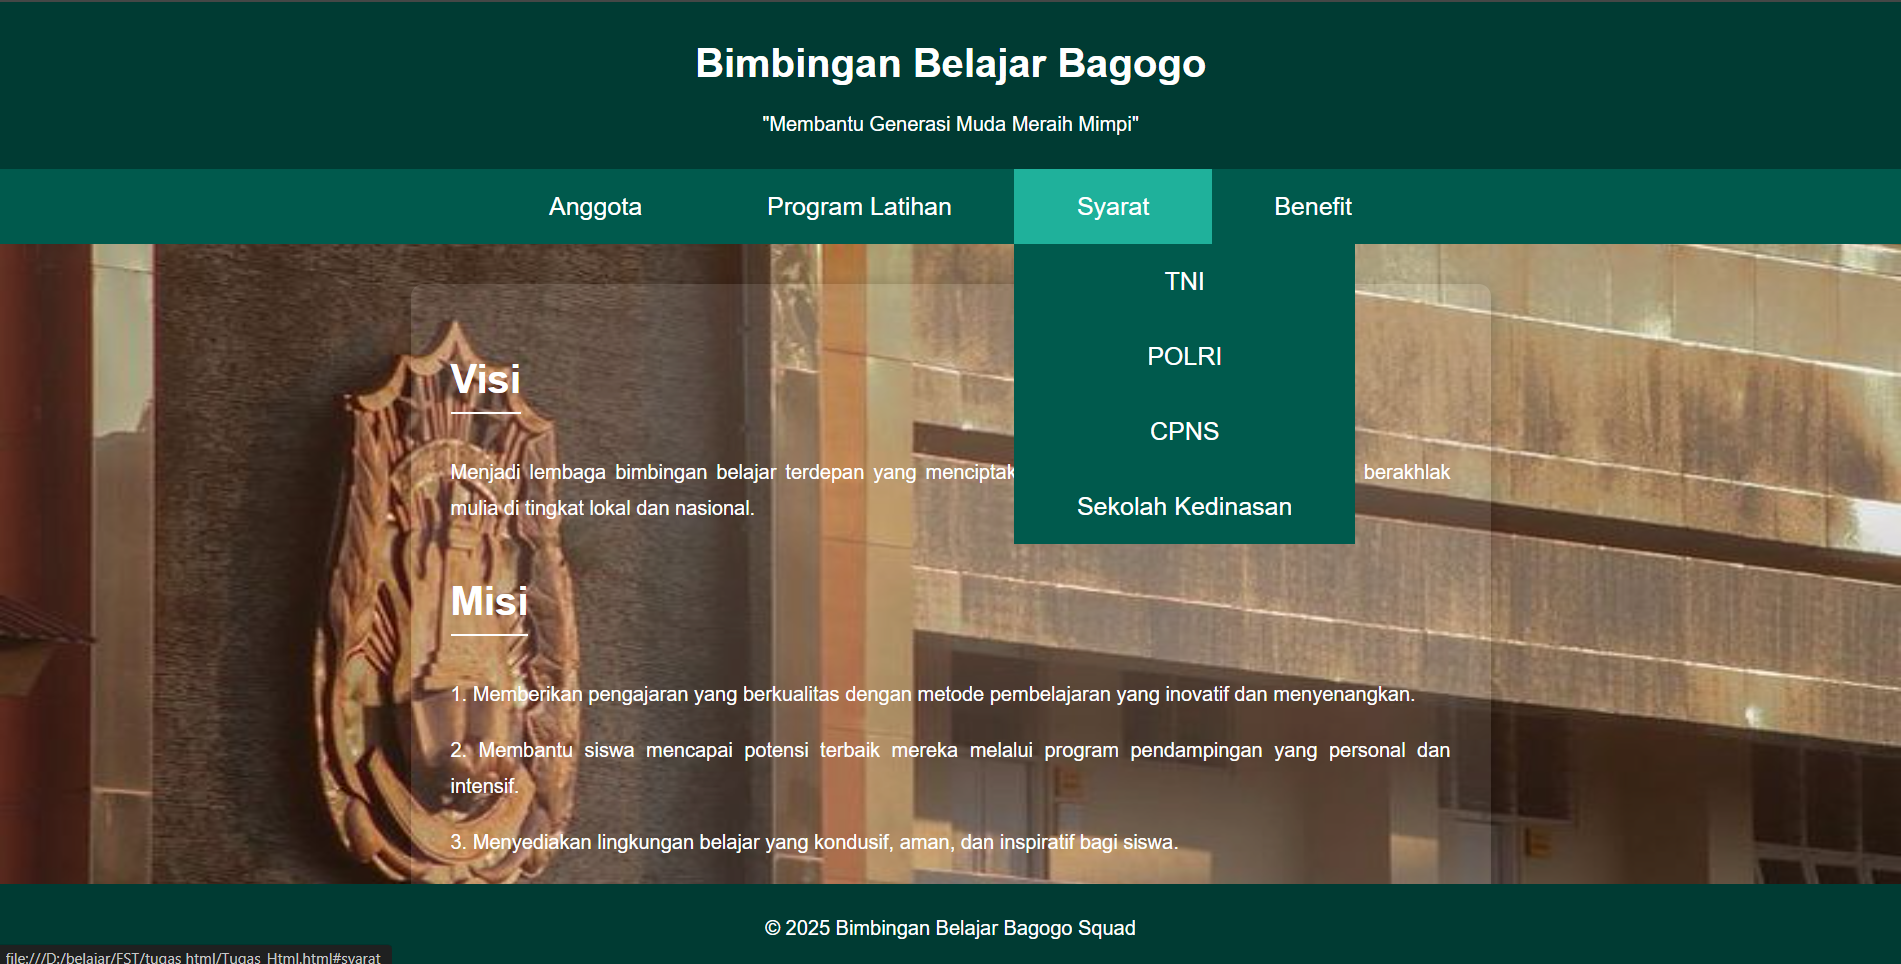 Bimbingan Belajar Bagogo
"Membantu Generasi Muda Meraih Mimpi"
Anggota Program Latihan Syarat Benefit
TNI
POLRI
CPNS
Sekolah Kedinasan
Visi
Menjadi lembaga bimbingan belajar terdepan yang menciptak berakhlak
mulia di tingkat lokal dan nasional.
Misi
1. Memberikan pengajaran yang berkualitas dengan metode pembelajaran yang inovatif dan menyenangkan.
2. Membantu siswa mencapai potensi terbaik mereka melalui program pendampingan yang personal dan
intensif.
3. Menyediakan lingkungan belajar yang kondusif, aman, dan inspiratif bagi siswa.
© 2025 Bimbingan Belajar Bagogo Squad
file:///D:/belajar/FST/tugas html/Tugas_Html.html#syarat